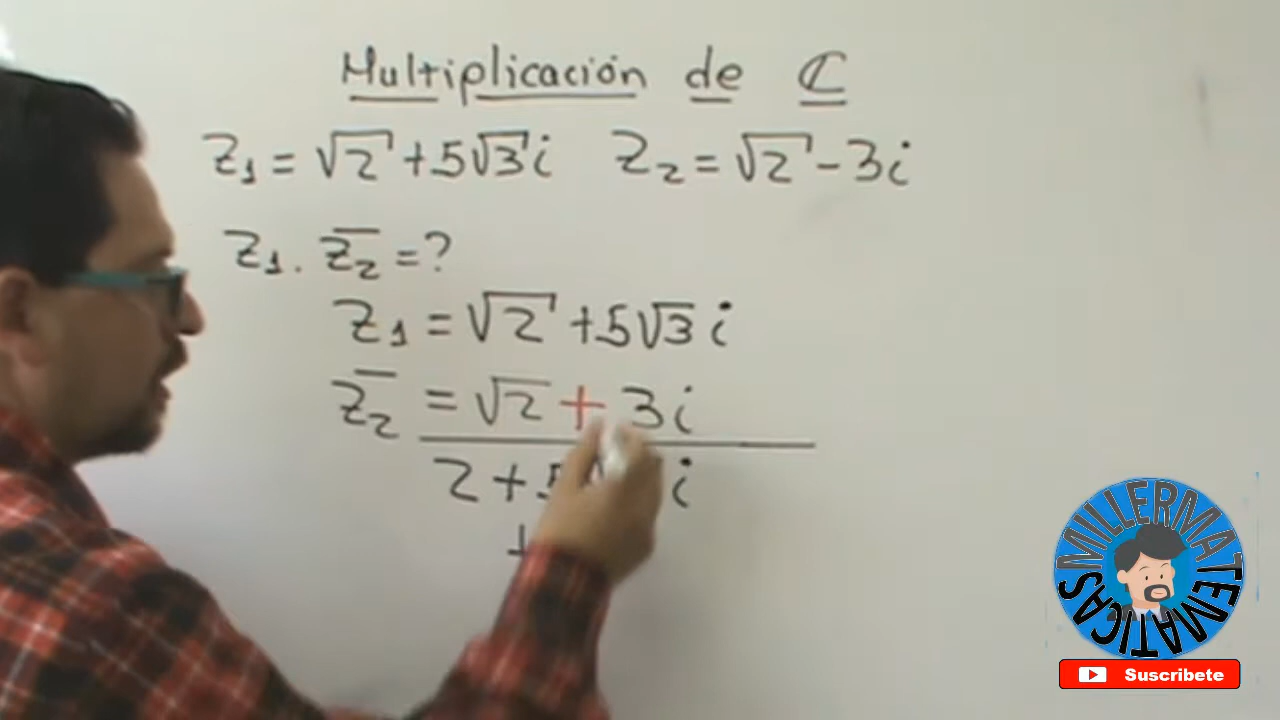 Multiplicación de ℂ
Z₁ = √2 + 5√3 i Z₂ = √2 - 3i
Z₁ . Z̅₂ = ?
Z₁ = √2 + 5√3 i
Z̅₂ = √2 + 3i
2 + 5 i
+
MILLERMATEMATICAS
Suscribete